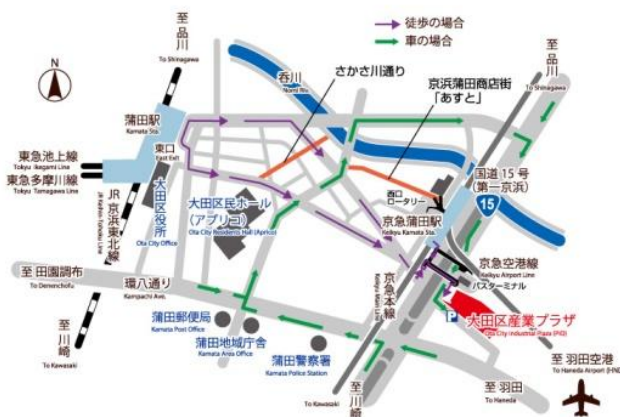 徒歩の場合
車の場合
至 品川
To Shinagawa
至 品川
To Shinagawa
N
さかさ川通り
呑川
Nomi Riv.
京浜蒲田商店街
「あすと」
蒲田駅
Kamata Sta.
東口
East Exit
東急池上線
Tokyu Ikegami Line
東急多摩川線
Tokyu Tamagawa Line
JR 京浜東北線
JR Keihin-Tohoku Line
大田区役所
Ota City Office
大田区民ホール
(アプリコ)
Ota City Residents Hall (Aprico)
国道 15 号
(第一京浜)
15
西口
ロータリー
京急蒲田駅
Keikyu Kamata Sta.
京急空港線
Keikyu Airport Line
バスターミナル
京急本線
Keikyu Main Line
至 田園調布
To Denenchofu
環八通り
Kampachi Ave.
P
大田区産業プラザ
Ota City Industrial Plaza (PiO)
蒲田郵便局
Kamata Post Office
蒲田地域庁舎
Kamata Area Office
蒲田警察署
Kamata Police Station
至 川崎
To Kawasaki
To Kawasaki
至 川崎
至 羽田
To Haneda
至 羽田空港
To Haneda Airport (HND)